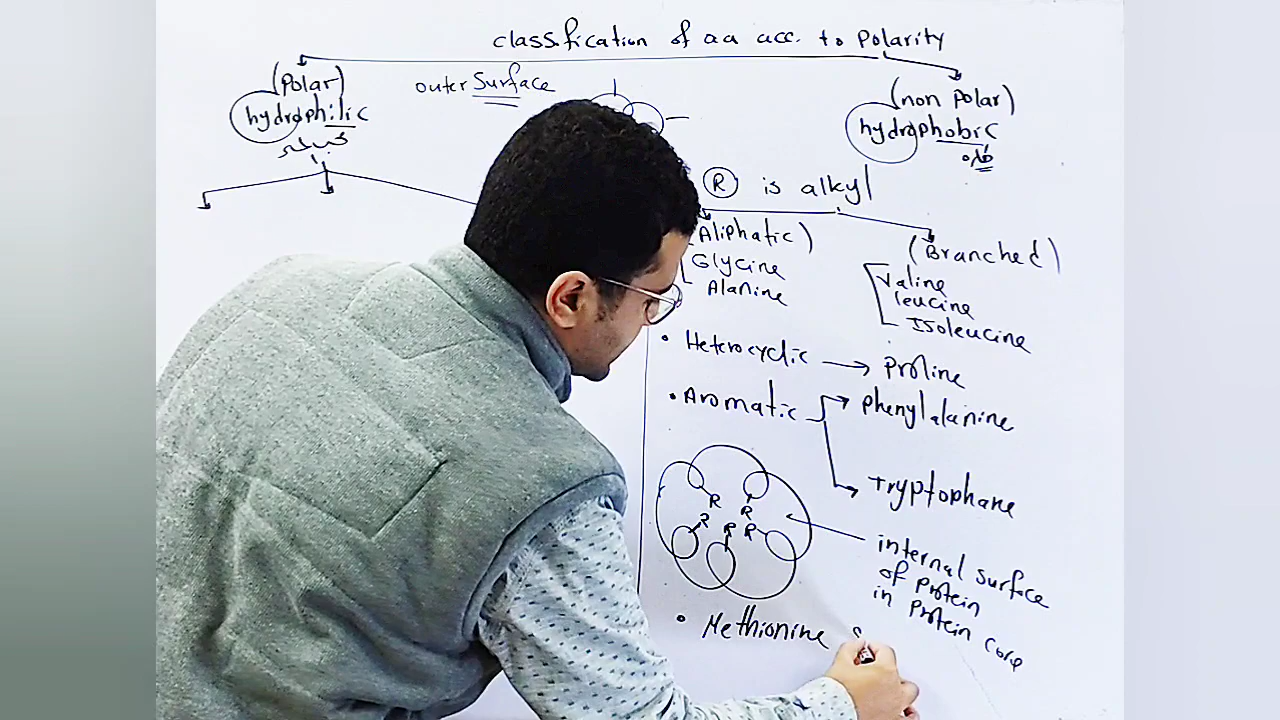 classification of aa acc. to Polarity
(Polar)
hydrophilic
outer Surface
(non Polar)
hydrophobic
R is alkyl
Aliphatic)
Glycine
Alanine
(Branched)
Valine
leucine
Isoleucine
• Heterocyclic → proline
• Aromatic → phenylalanine
→ Tryptophane
R
R
R
R
R
internal surface
of protein
in protein core
• Methionine